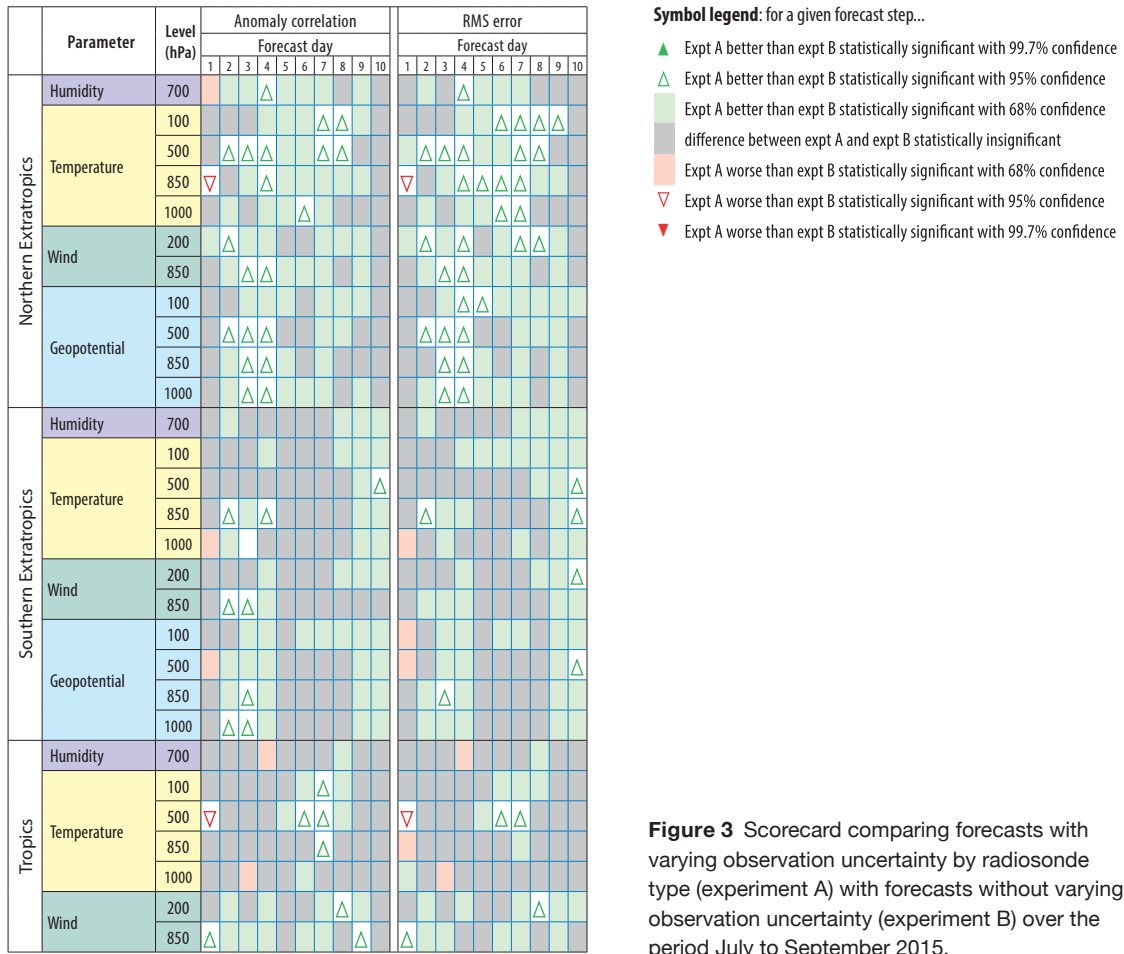 Parameter
Level
(hPa)
Anomaly correlation
RMS error
Forecast day
Forecast day
1 2 3 4 5 6 7 8 9 10
1 2 3 4 5 6 7 8 9 10
Northern Extratropics
Humidity 700
Temperature
100
500
850
1000
Wind
200
850
Geopotential
100
500
850
1000
Southern Extratropics
Humidity 700
Temperature
100
500
850
1000
Wind
200
850
Geopotential
100
500
850
1000
Tropics
Humidity 700
Temperature
100
500
850
1000
Wind
200
850
Symbol legend: for a given forecast step...
Expt A better than expt B statistically significant with 99.7% confidence
Expt A better than expt B statistically significant with 95% confidence
Expt A better than expt B statistically significant with 68% confidence
difference between expt A and expt B statistically insignificant
Expt A worse than expt B statistically significant with 68% confidence
Expt A worse than expt B statistically significant with 95% confidence
Expt A worse than expt B statistically significant with 99.7% confidence
Figure 3 Scorecard comparing forecasts with
varying observation uncertainty by radiosonde
type (experiment A) with forecasts without varying
observation uncertainty (experiment B) over the
period July to September 2015.